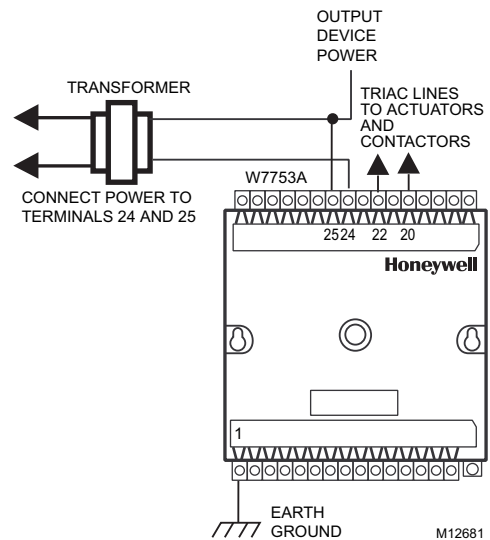 OUTPUT
DEVICE
POWER
TRANSFORMER
TRIAC LINES
TO ACTUATORS
AND
CONTACTORS
CONNECT POWER TO
TERMINALS 24 AND 25
W7753A
25 24 22 20
Honeywell
1
EARTH
GROUND
M12681